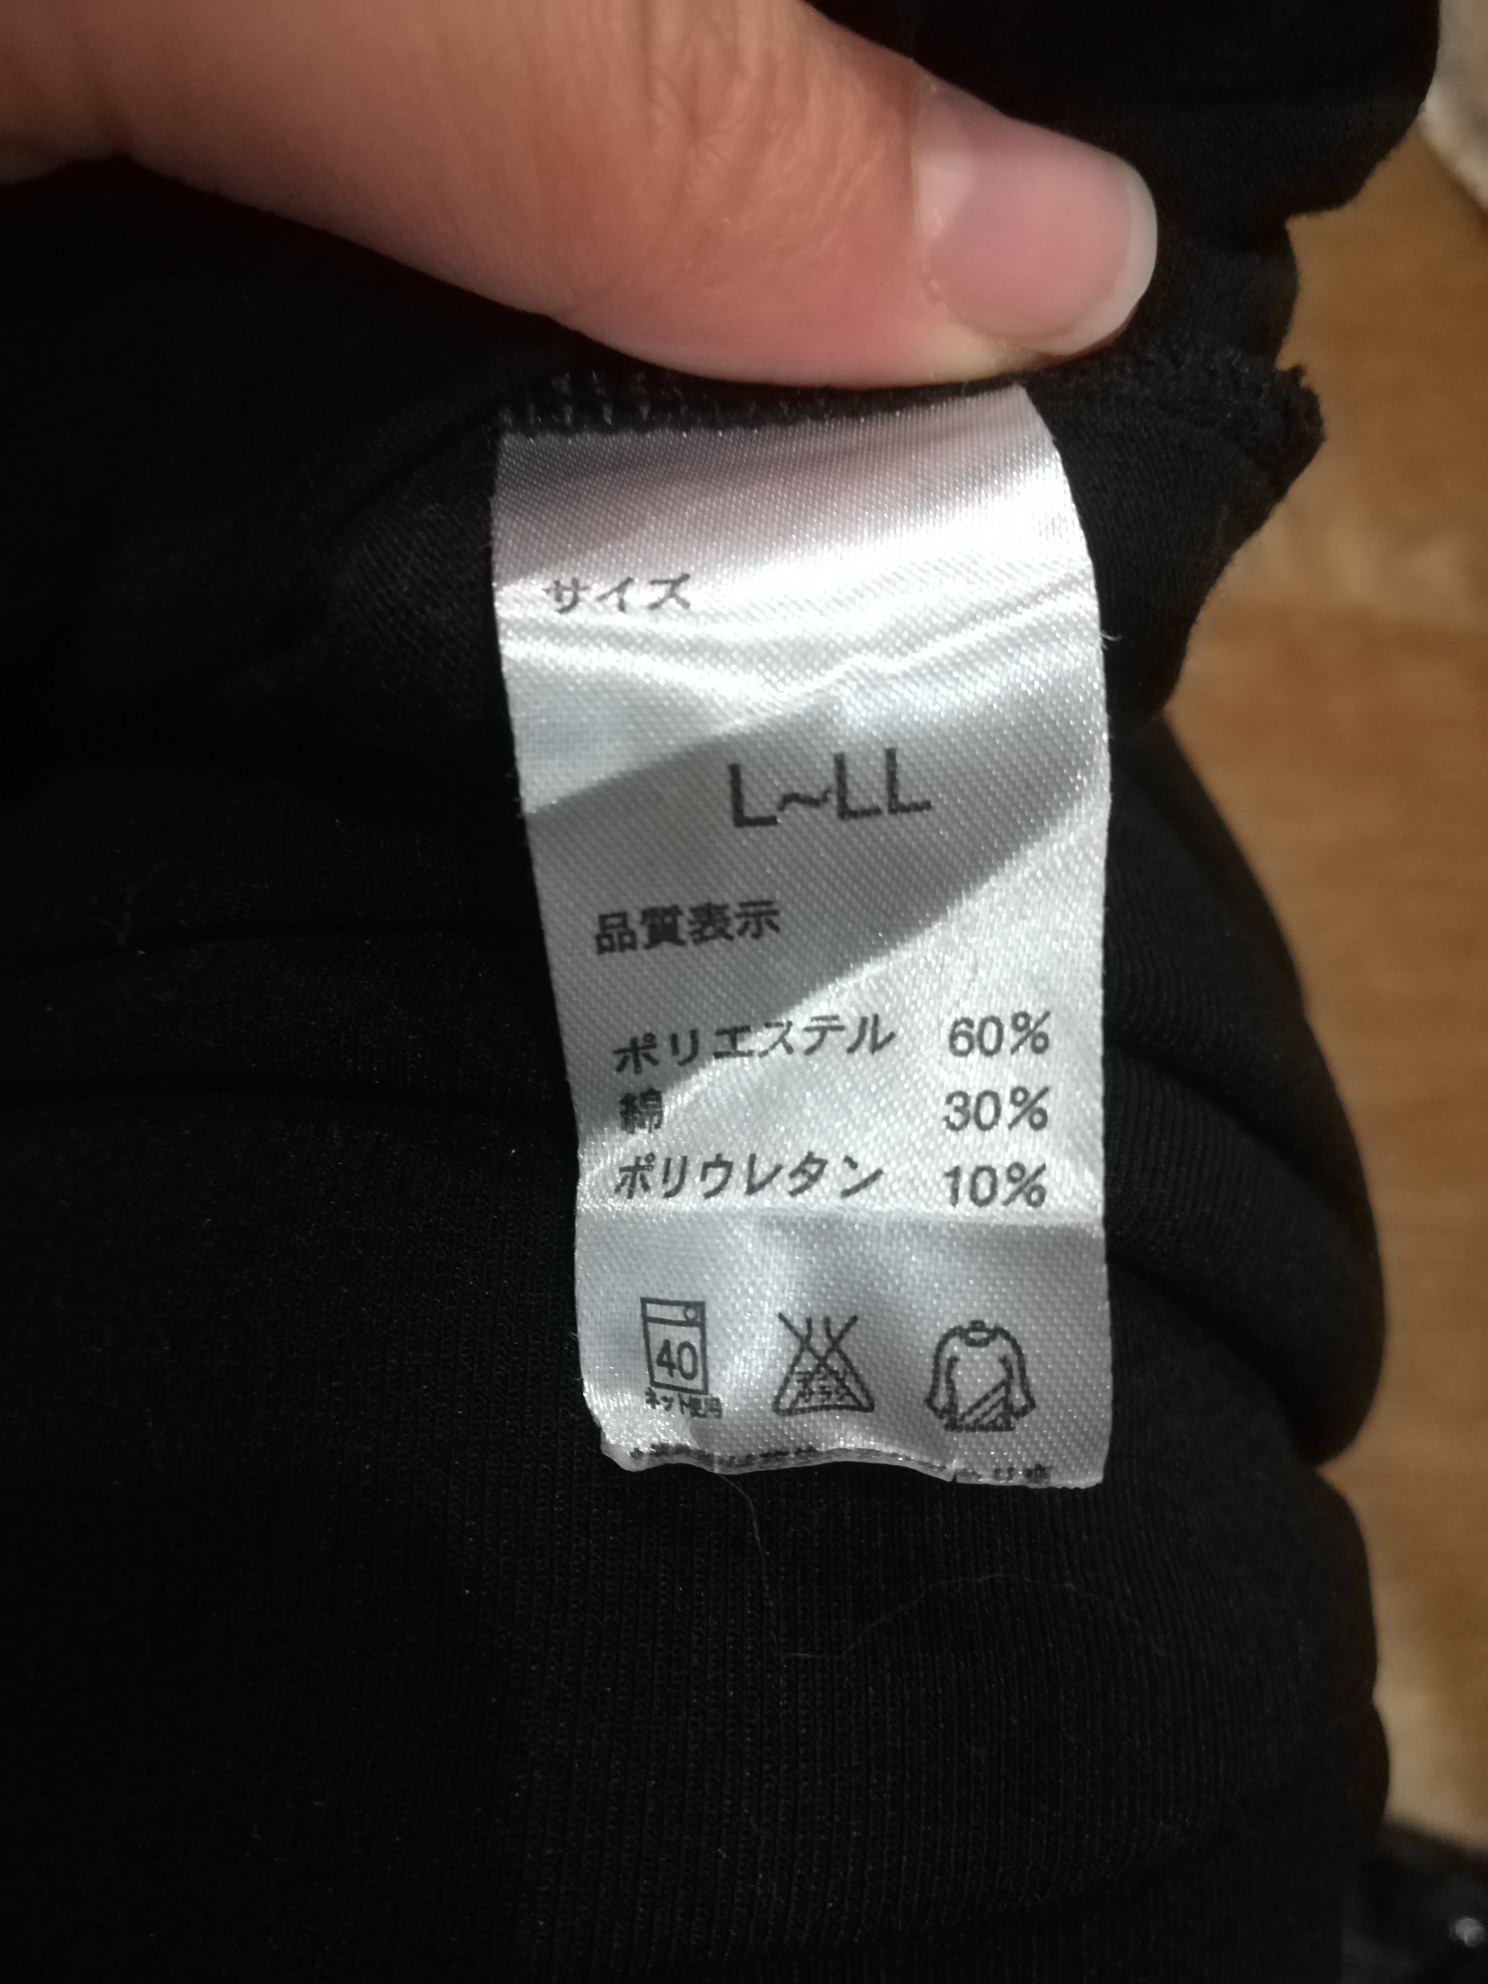 サイズ
L~LL
品質表示
ポリエステル 60%
綿 30%
ポリウレタン 10%
40
ネット使用